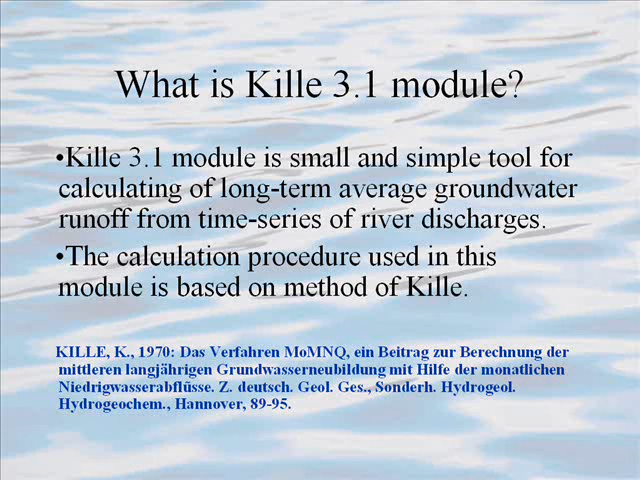 What is Kille 3.1 module?
•Kille 3.1 module is small and simple tool for
calculating of long-term average groundwater
runoff from time-series of river discharges.
•The calculation procedure used in this
module is based on method of Kille.
KILLE, K., 1970: Das Verfahren MoMNQ, ein Beitrag zur Berechnung der
mittleren langjährigen Grundwasserneubildung mit Hilfe der monatlichen
Niedrigwasserabflüsse. Z. deutsch. Geol. Ges., Sonderh. Hydrogeol.
Hydrogeochem., Hannover, 89-95.